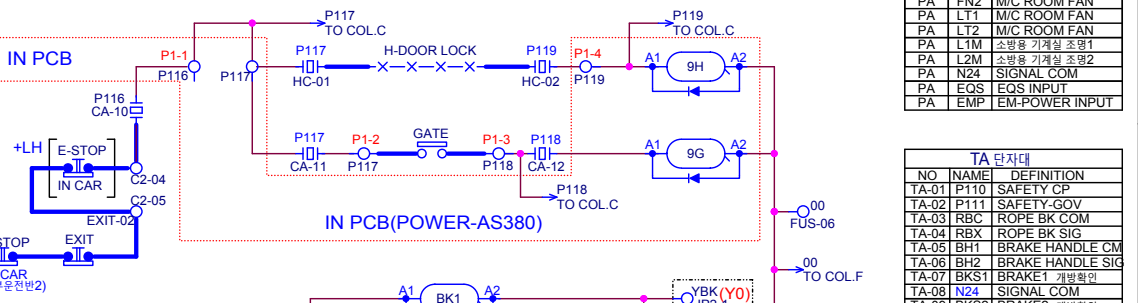 P117
TO COL.C
P119
TO COL.C
IN PCB
P1-1
P116
P117
P117
HC-01
H-DOOR LOCK
P119
HC-02
P1-4
P119
A1
9H
A2
P116
CA-10
+LH
E-STOP
IN CAR
C2-04
C2-05
EXIT-02
EXIT
CAR
P117
CA-11
P1-2
P117
GATE
P1-3
P118
P118
CA-12
A1
9G
A2
P118
TO COL.C
IN PCB(POWER-AS380)
00
FUS-06
00
TO COL.F
A1
BK1
A2
YBK (Y0)
PA FN2 M/C ROOM FAN
PA LT1 M/C ROOM FAN
PA LT2 M/C ROOM FAN
PA L1M 소방용 기계실 조명1
PA L2M 소방용 기계실 조명2
PA N24 SIGNAL COM
PA EQS EQS INPUT
PA EMP EM-POWER INPUT
TA 단자대
NO NAME DEFINITION
TA-01 P110 SAFETY CP
TA-02 P111 SAFETY-GOV
TA-03 RBC ROPE BK COM
TA-04 RBX ROPE BK SIG
TA-05 BH1 BRAKE HANDLE CM
TA-06 BH2 BRAKE HANDLE SIG
TA-07 BKS1 BRAKE1 개방확인
TA-08 N24 SIGNAL COM